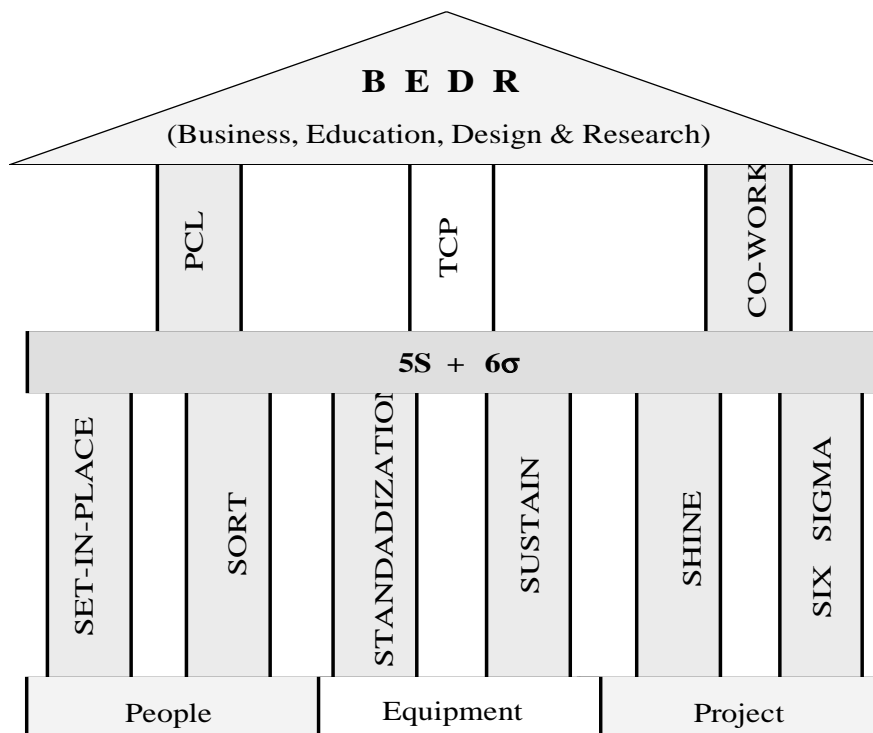 B E D R
(Business, Education, Design & Research)
PCL
TCP
CO-WORK
5S + 6σ
SET-IN-PLACE
SORT
STANDADIZATION
SUSTAIN
SHINE
SIX SIGMA
People
Equipment
Project